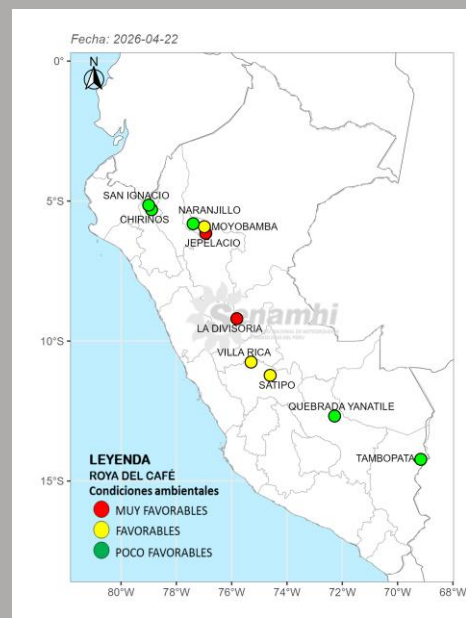 Fecha: 2026-04-22
N
0°
5°S
10°S
15°S
SAN IGNACIO
CHIRINOS
NARANJILLO
MOYOBAMBA
JEPELACIO
Senamhi
LA DIVISORIA
VILLA RICA
SATIPO
QUEBRADA YANATILE
TAMBOPATA
LEYENDA
ROYA DEL CAFÉ
Condiciones ambientales
MUY FAVORABLES
FAVORABLES
POCO FAVORABLES
80°W 78°W 76°W 74°W 72°W 70°W 68°W